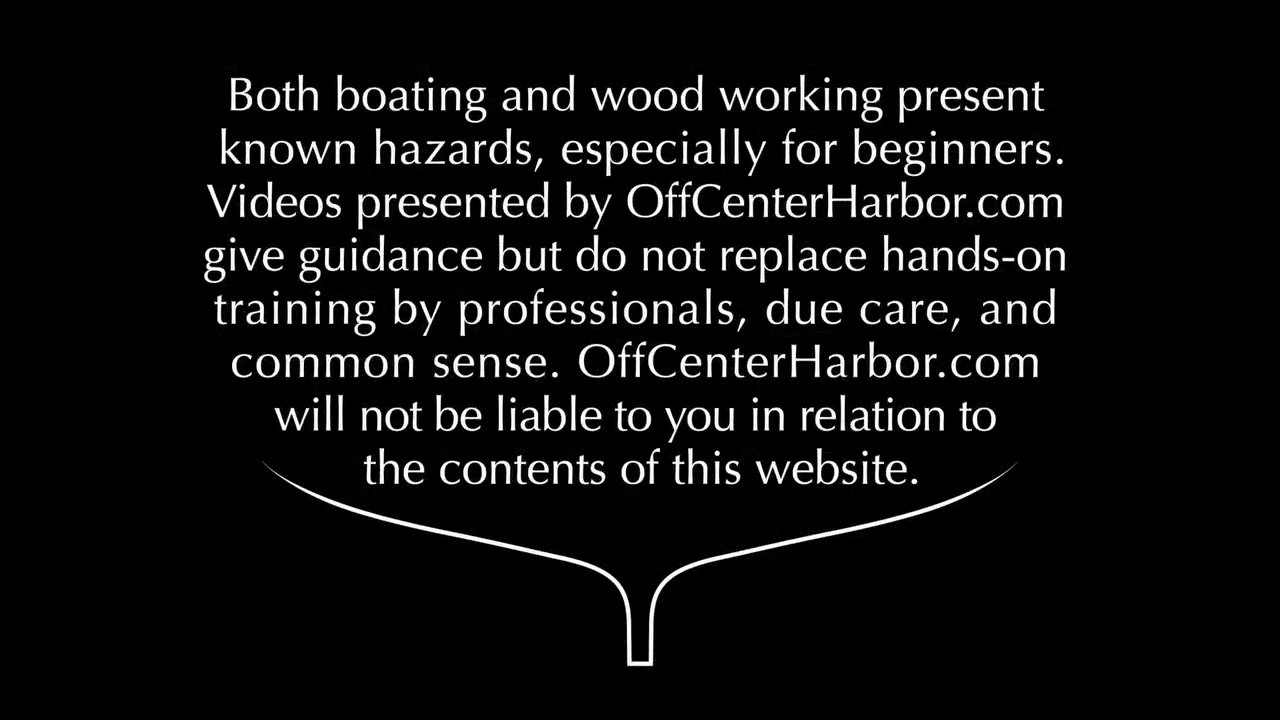 Both boating and wood working present
known hazards, especially for beginners.
Videos presented by OffCenterHarbor.com
give guidance but do not replace hands-on
training by professionals, due care, and
common sense. OffCenterHarbor.com
will not be liable to you in relation to
the contents of this website.